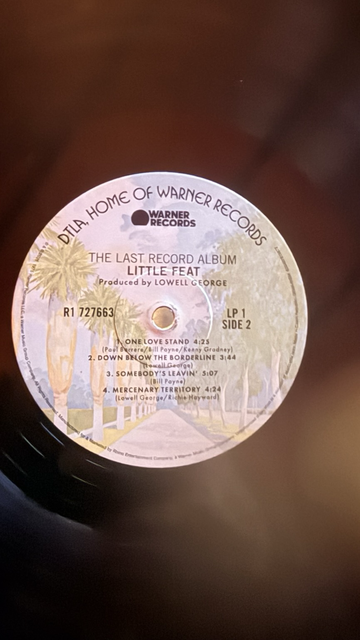 DTLA, HOME OF WARNER RECORDS
WARNER
RECORDS
THE LAST RECORD ALBUM
LITTLE FEAT
Produced by LOWELL GEORGE
R1 727663
LP 1
SIDE 2
1. ONE LOVE STAND 4:25
(Paul Barrere/Bill Payne/Kenny Gradney)
2. DOWN BELOW THE BORDERLINE 3:44
(Lowell George)
3. SOMEBODY'S LEAVIN' 5:07
(Bill Payne)
4. MERCENARY TERRITORY 4:24
(Lowell George/Richie Hayward)